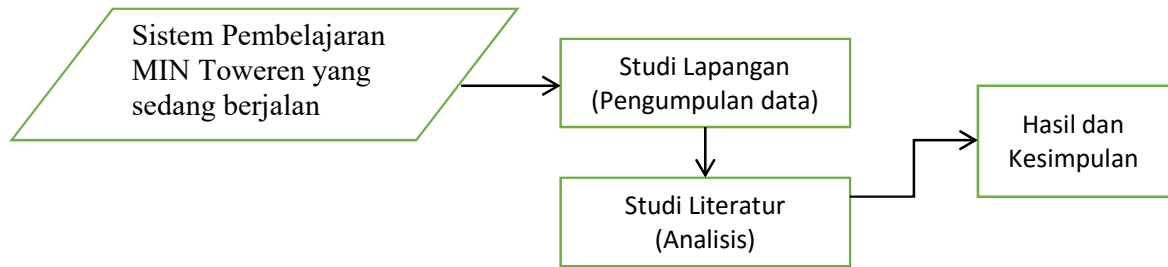 Sistem Pembelajaran
MIN Toweren yang
sedang berjalan
Studi Lapangan
(Pengumpulan data)
Studi Literatur
(Analisis)
Hasil dan
Kesimpulan